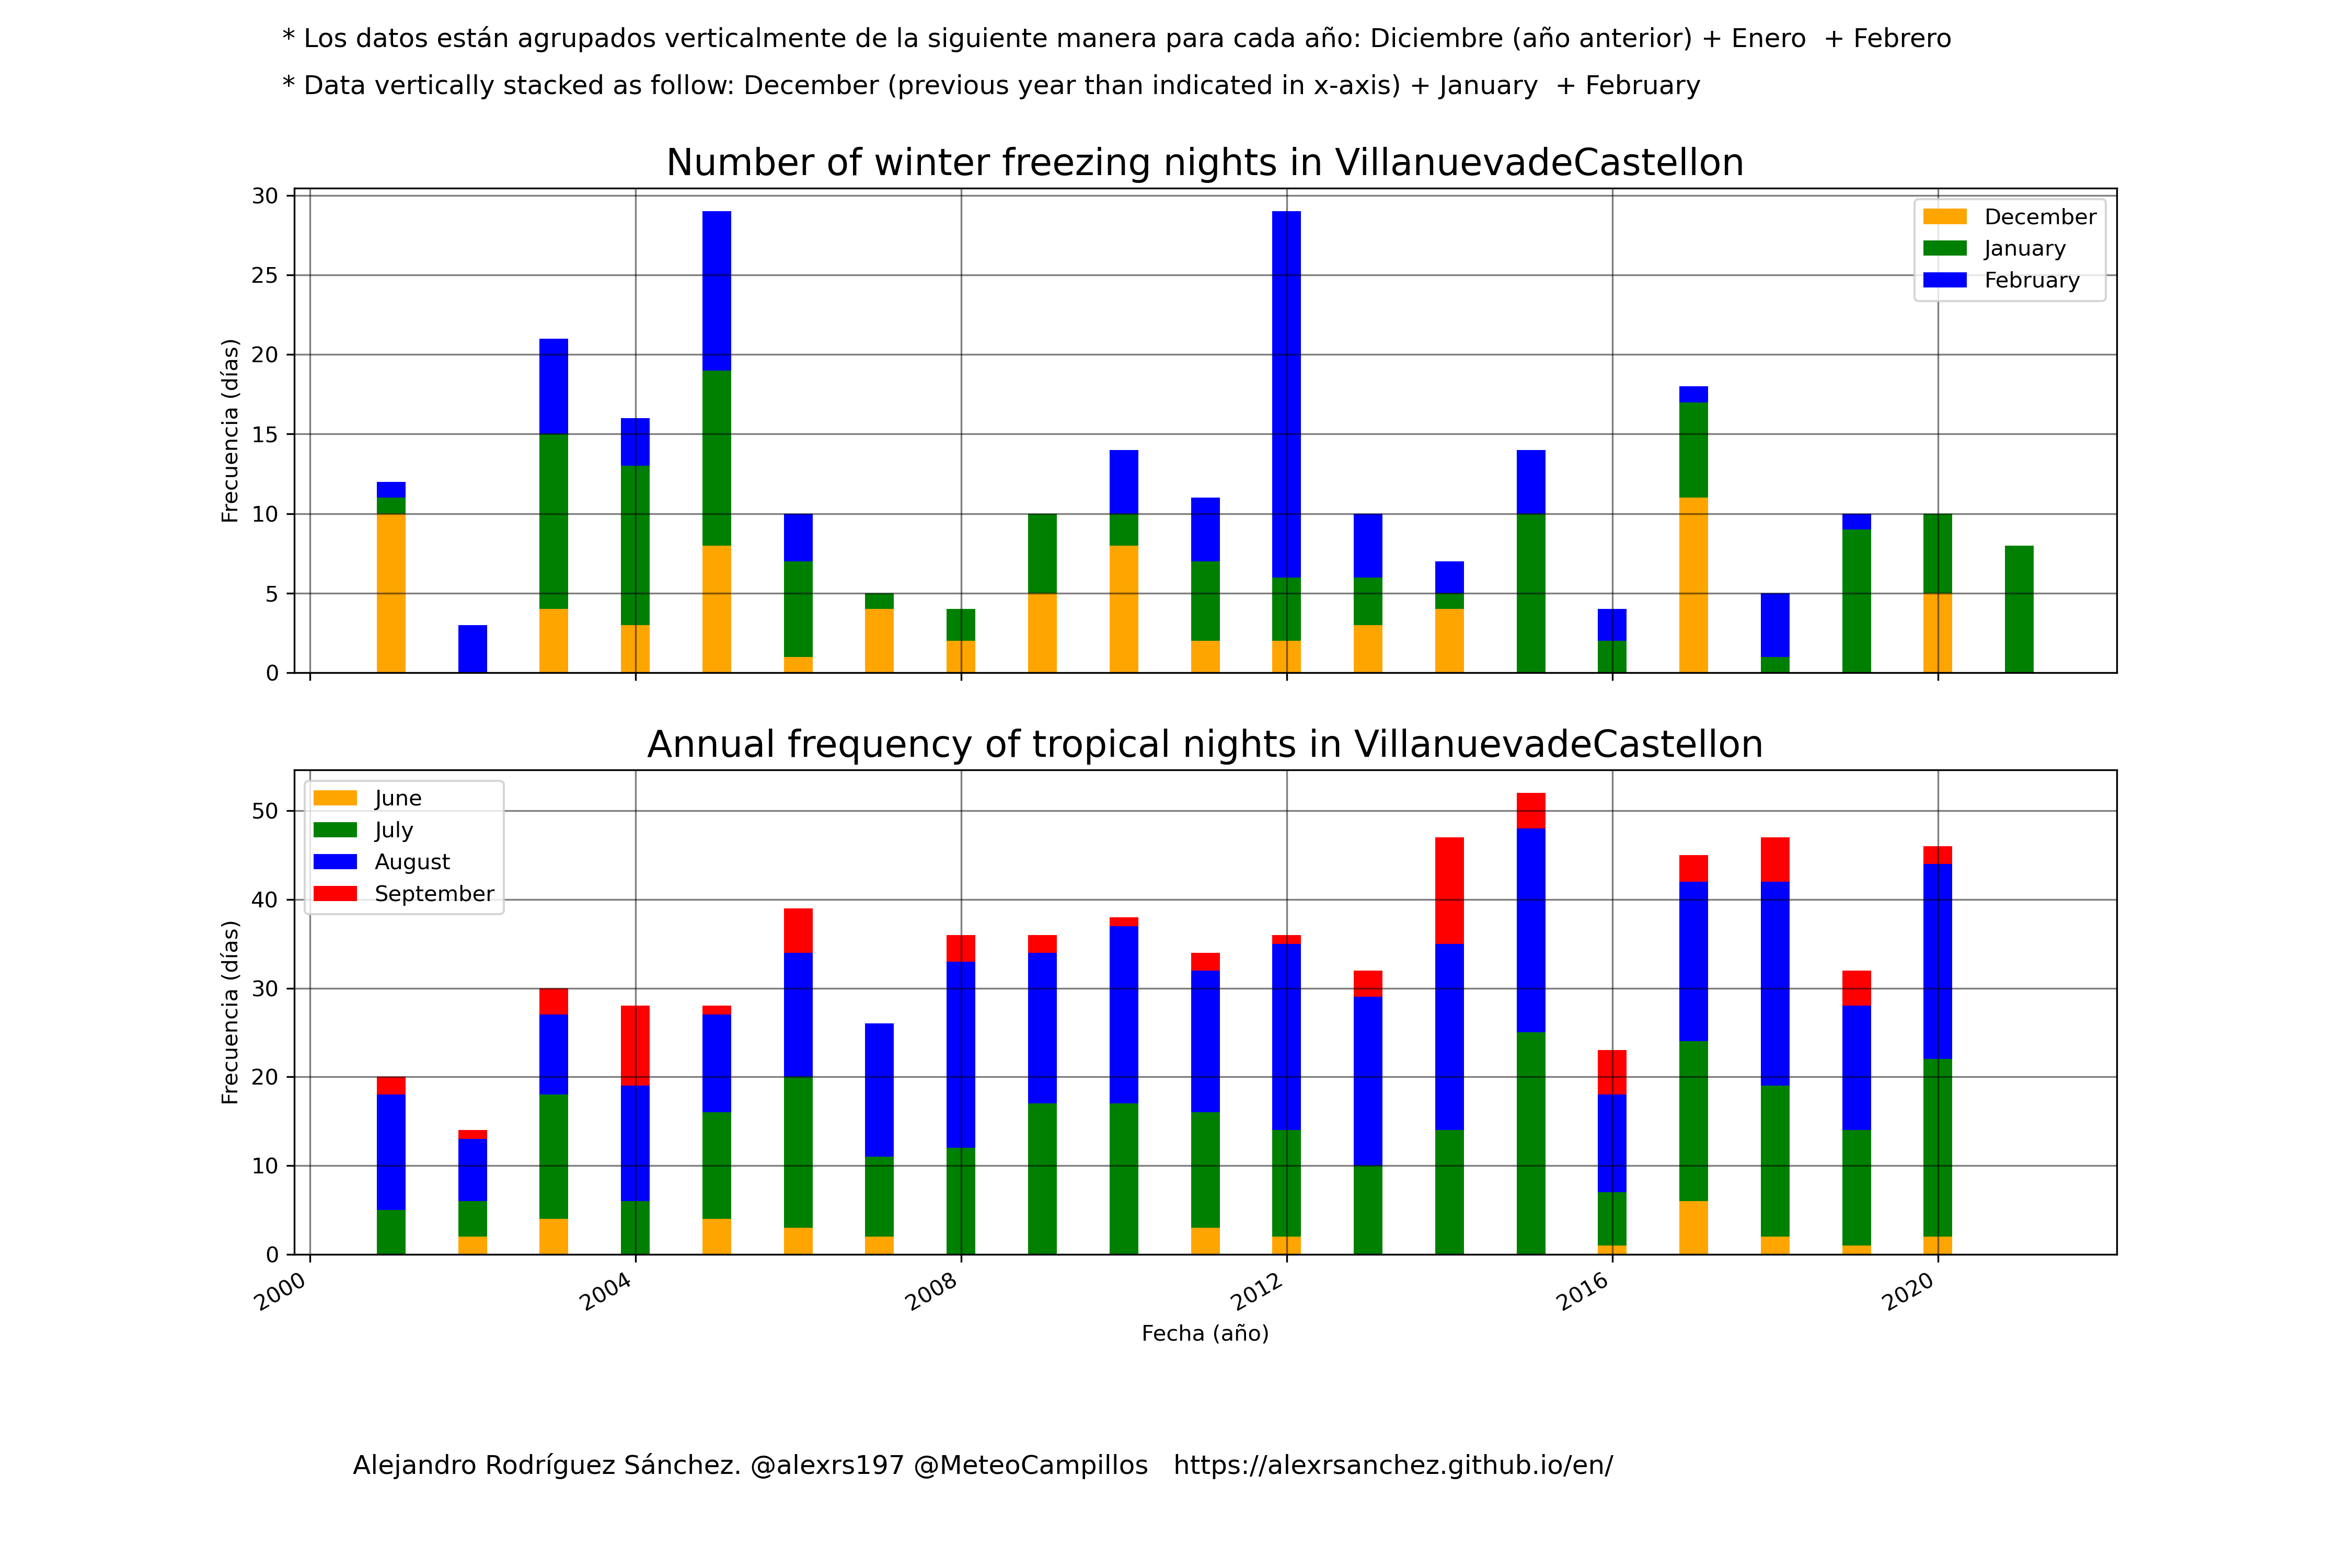 * Los datos están agrupados verticalmente de la siguiente manera para cada año: Diciembre (año anterior) + Enero  + Febrero
* Data vertically stacked as follow: December (previous year than indicated in x-axis) + January  + February
Number of winter freezing nights in VillanuevadeCastellon
30
25
20
15
10
5
0
Frecuencia (días)
December
January
February
Annual frequency of tropical nights in VillanuevadeCastellon
50
40
30
20
10
0
Frecuencia (días)
June
July
August
September
2000
2004
2008
2012
2016
2020
Fecha (año)
Alejandro Rodríguez Sánchez. @alexrs197 @MeteoCampillos   https://alexrsanchez.github.io/en/